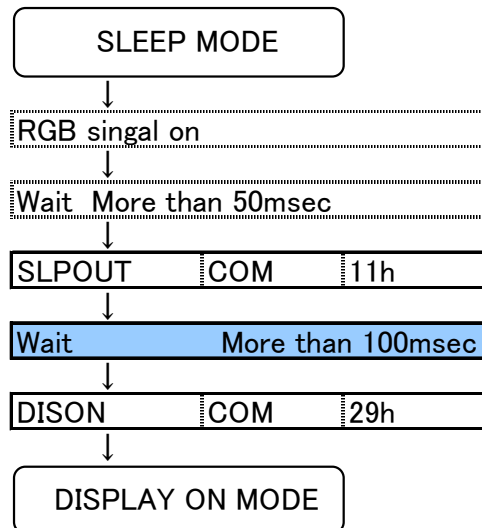 SLEEP MODE
↓
RGB singal on
↓
Wait More than 50msec
↓
SLPOUT COM 11h
↓
Wait More than 100msec
↓
DISON COM 29h
↓
DISPLAY ON MODE